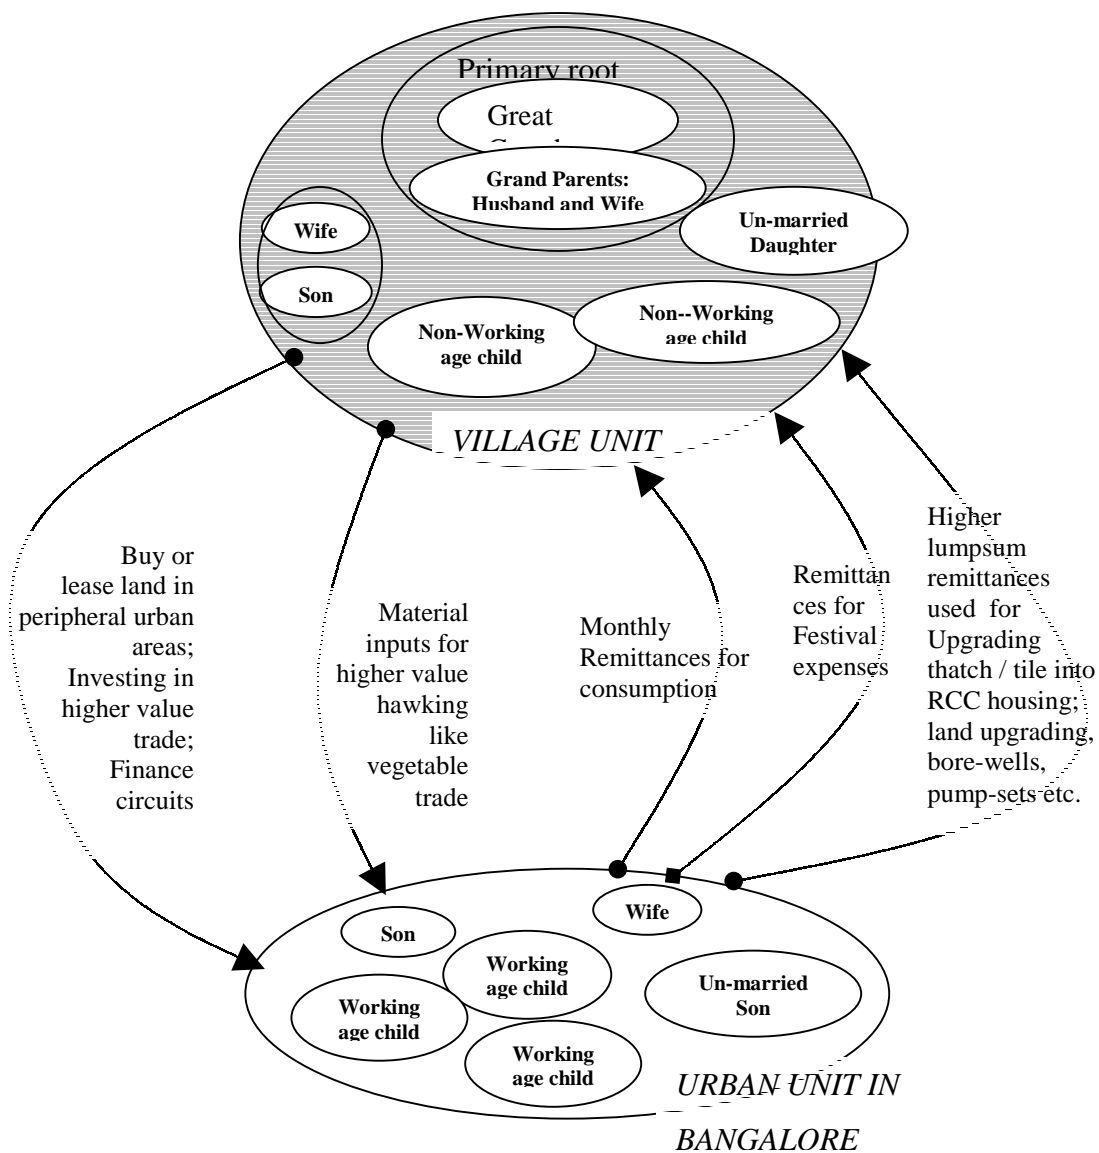 Primary root
Great
Grand Parents:
Husband and Wife
Un-married
Daughter
Wife
Son
Non-Working
age child
Non--Working
age child
VILLAGE UNIT
Buy or
lease land in
peripheral urban
areas;
Investing in
higher value
trade;
Finance
circuits
Material
inputs for
higher value
hawking
like
vegetable
trade
Monthly
Remittances for
consumption
Remittan
ces for
Festival
expenses
Higher
lumpsum
remittances
used for
Upgrading
thatch / tile into
RCC housing;
land upgrading,
bore-wells,
pump-sets etc.
Son
Wife
Working
age child
Working
age child
Un-married
Son
Working
age child
URBAN UNIT IN
BANGALORE